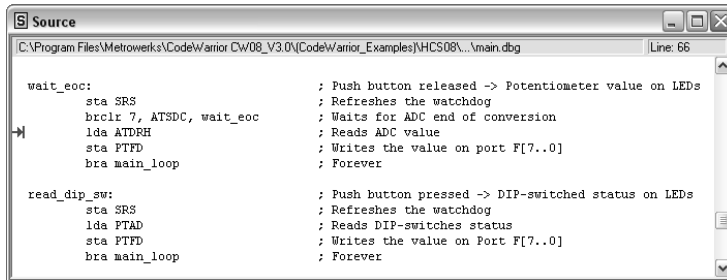 S Source
C:\Program Files\Metrowerks\CodeWarrior CW08_V3.0\(CodeWarrior_Examples)\HCS08\...\main.dbg Line: 66
wait_eoc: ; Push button released -> Potentiometer value on LEDs
sta SRS ; Refreshes the watchdog
brclr 7, ATSDC, wait_eoc ; Waits for ADC end of conversion
lda ATDRH ; Reads ADC value
sta PTFD ; Writes the value on port F[7..0]
bra main_loop ; Forever
read_dip_sw: ; Push button pressed -> DIP-switched status on LEDs
sta SRS ; Refreshes the watchdog
lda PTAD ; Reads DIP-switches status
sta PTFD ; Writes the value on Port F[7..0]
bra main_loop ; Forever